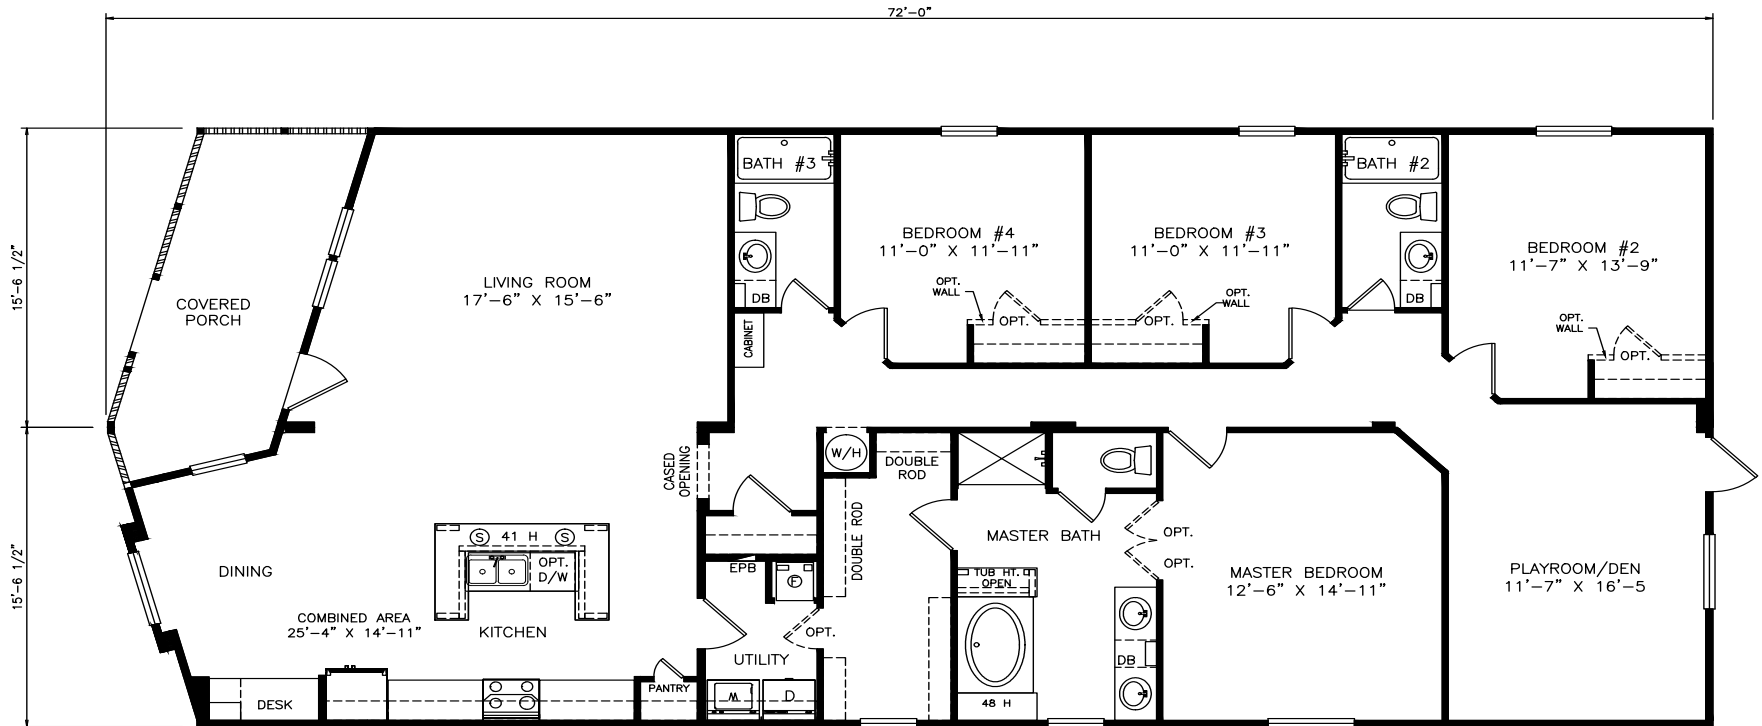 72'-0"
15'-6 1/2"
15'-6 1/2"
COVERED
PORCH
LIVING ROOM
17'-6" X 15'-6"
BATH #3
DB
CABINET
BEDROOM #4
11'-0" X 11'-11"
OPT.
WALL
OPT.
BEDROOM #3
11'-0" X 11'-11"
OPT.
WALL
OPT.
BATH #2
DB
BEDROOM #2
11'-7" X 13'-9"
OPT.
WALL
OPT.
CASED
OPENING
W/H
DOUBLE
ROD
DOUBLE ROD
S 41 H S
OPT.
D/W
DINING
COMBINED AREA
25'-4" X 14'-11"
KITCHEN
DESK
PANTRY
EPB
F
OPT.
UTILITY
W
D
MASTER BATH
OPT.
OPT.
TUB HT.
OPEN
DB
48 H
MASTER BEDROOM
12'-6" X 14'-11"
PLAYROOM/DEN
11'-7" X 16'-5